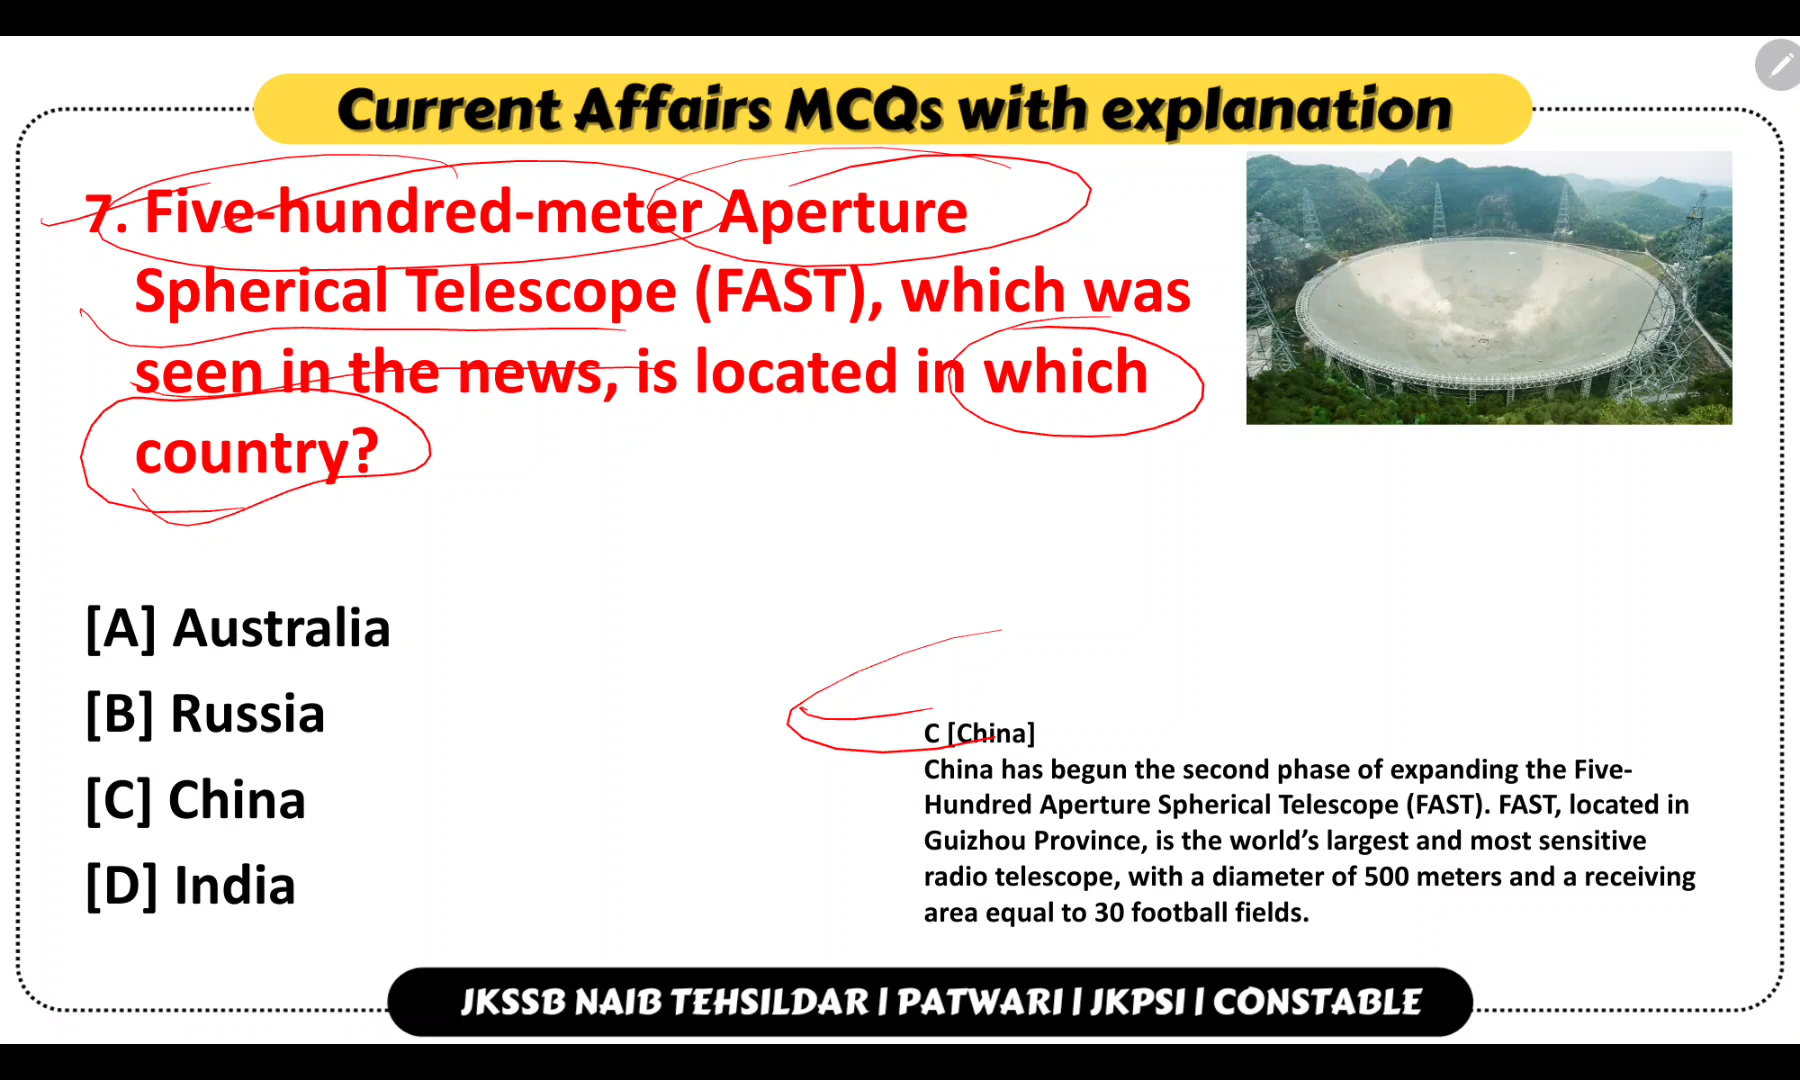 Current Affairs MCQs with explanation
7. Five-hundred-meter Aperture
Spherical Telescope (FAST), which was
seen in the news, is located in which
country?
[A] Australia
[B] Russia
[C] China
[D] India
C [China]
China has begun the second phase of expanding the Five-
Hundred Aperture Spherical Telescope (FAST). FAST, located in
Guizhou Province, is the world’s largest and most sensitive
radio telescope, with a diameter of 500 meters and a receiving
area equal to 30 football fields.
JKSSB NAIB TEHSILDAR | PATWARI | JKPSI | CONSTABLE